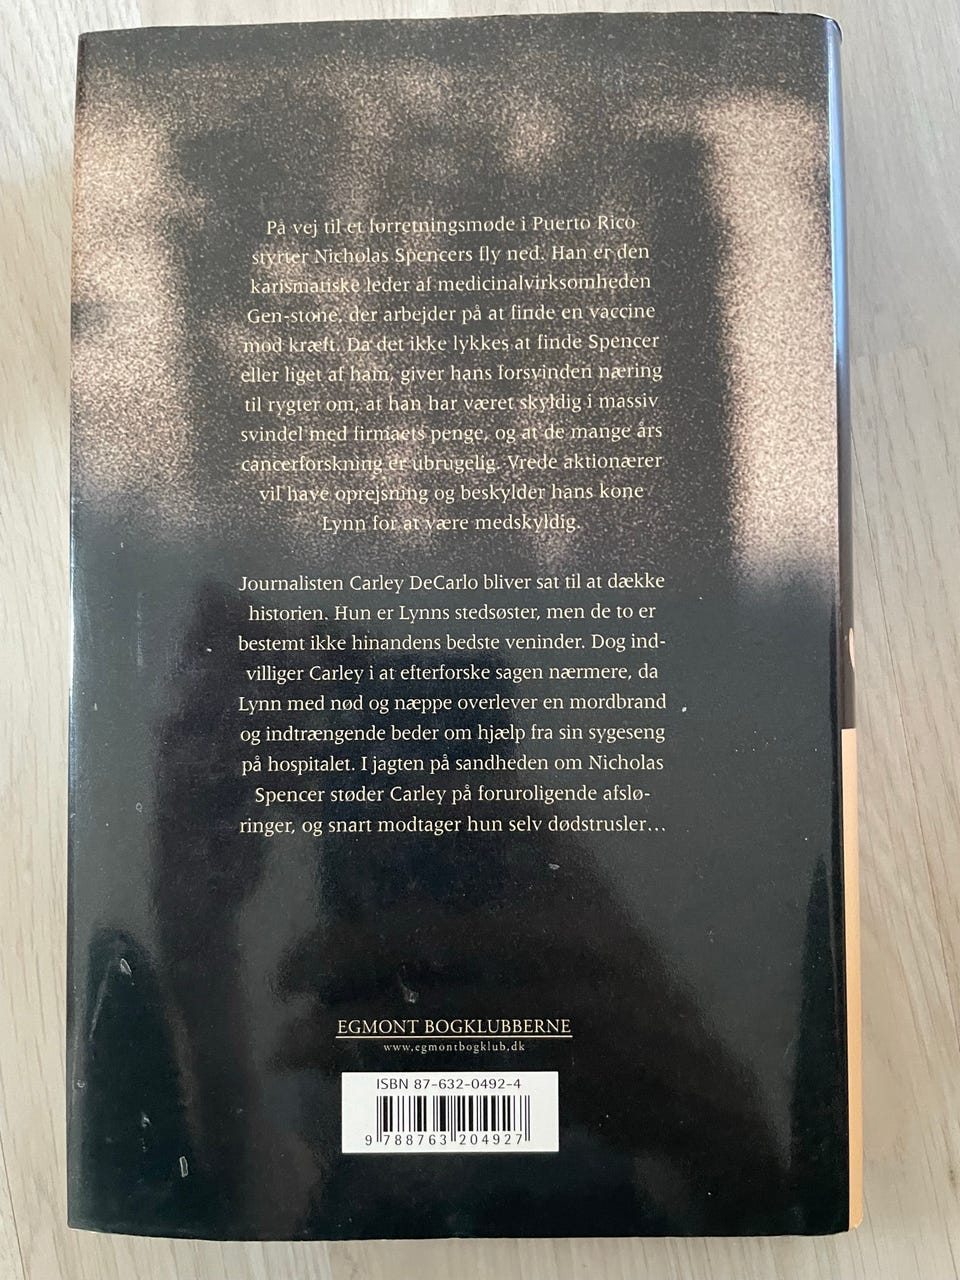 På vej til et forretningsmøde i Puerto Rico
styrter Nicholas Spencers fly ned. Han er den
karismatiske leder af medicinalvirksomheden
Gen-stone, der arbejder på at finde en vaccine
mod kræft. Da det ikke lykkes at finde Spencer
eller liget af ham, giver hans forsvinden næring
til rygter om, at han har været skyldig i massiv
svindel med firmaets penge, og at de mange års
cancerforskning er ubrugelig. Vrede aktionærer
vil have oprejsning og beskylder hans kone
Lynn for at være medskyldig.
Journalisten Carley DeCarlo bliver sat til at dække
historien. Hun er Lynns stedsøster, men de to er
bestemt ikke hinandens bedste veninder. Dog ind-
villiger Carley i at efterforske sagen nærmere, da
Lynn med nød og næppe overlever en mordbrand
og indtrængende beder om hjælp fra sin sygeseng
på hospitalet. I jagten på sandheden om Nicholas
Spencer støder Carley på foruroligende afslø-
ringer, og snart modtager hun selv dødstrusler...
EGMONT BOGKLUBBERNE
www.egmontbogklub.dk
ISBN 87-632-0492-4
9 788763 204927